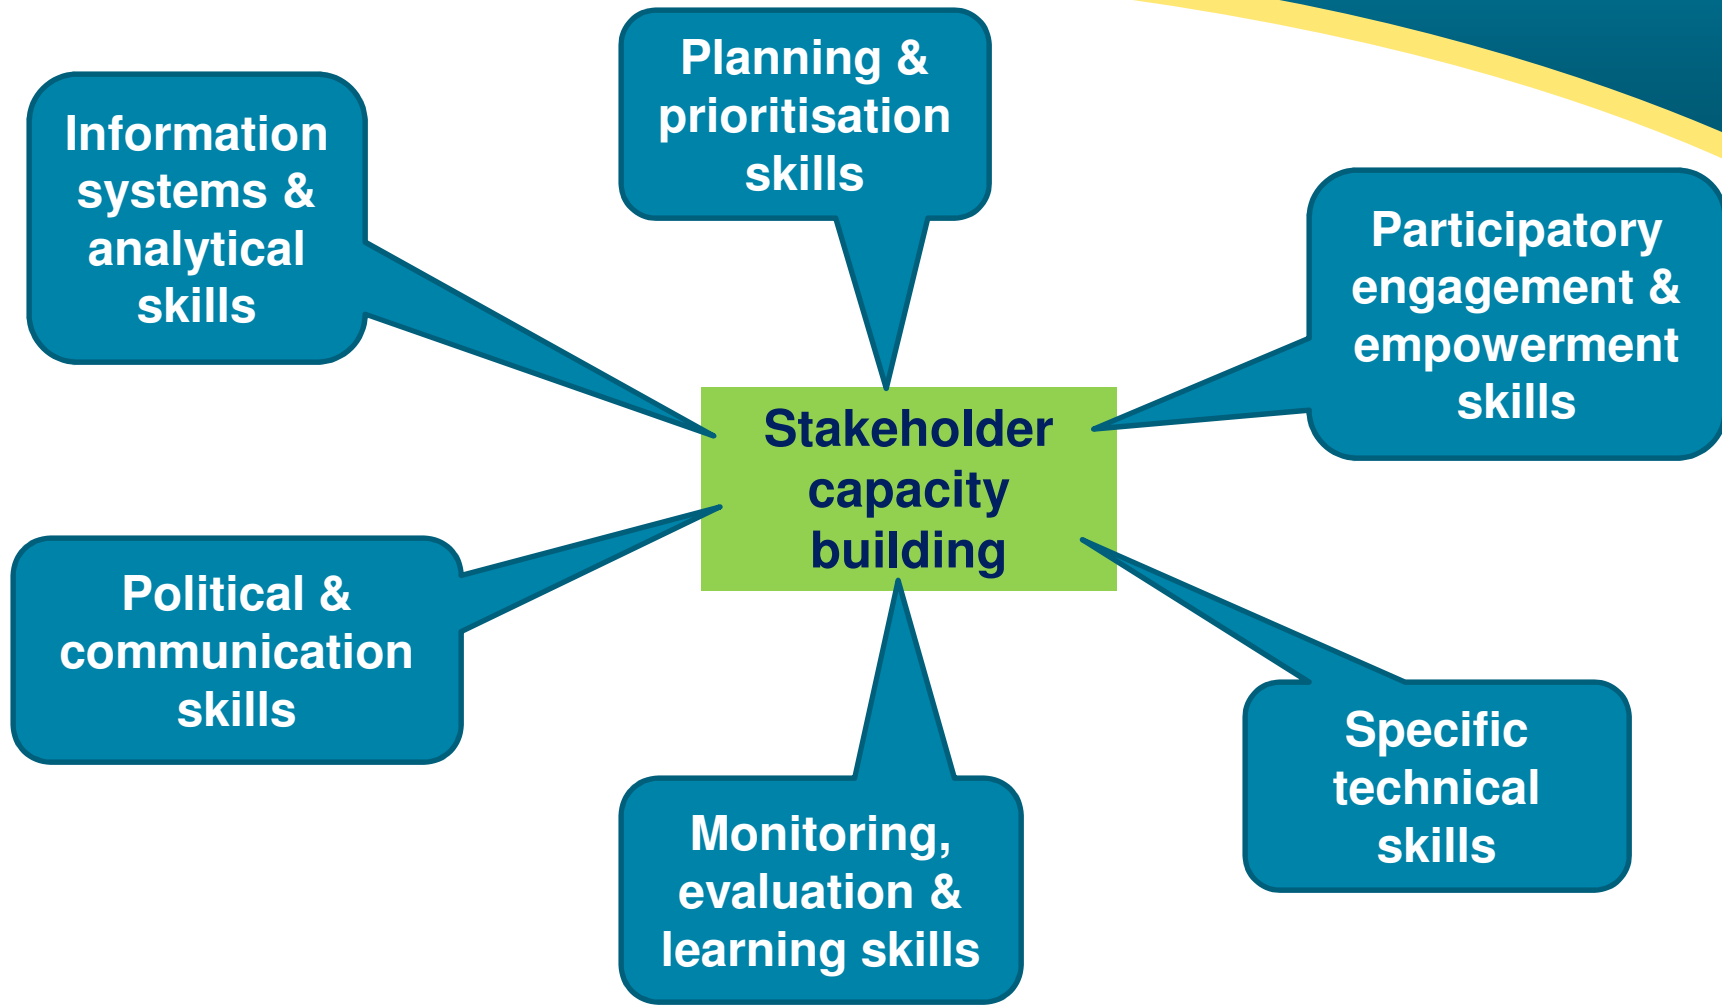 Planning &
prioritisation
skills
Information
systems &
analytical
skills
Participatory
engagement &
empowerment
skills
Stakeholder
capacity
building
Political &
communication
skills
Specific
technical
skills
Monitoring,
evaluation &
learning skills